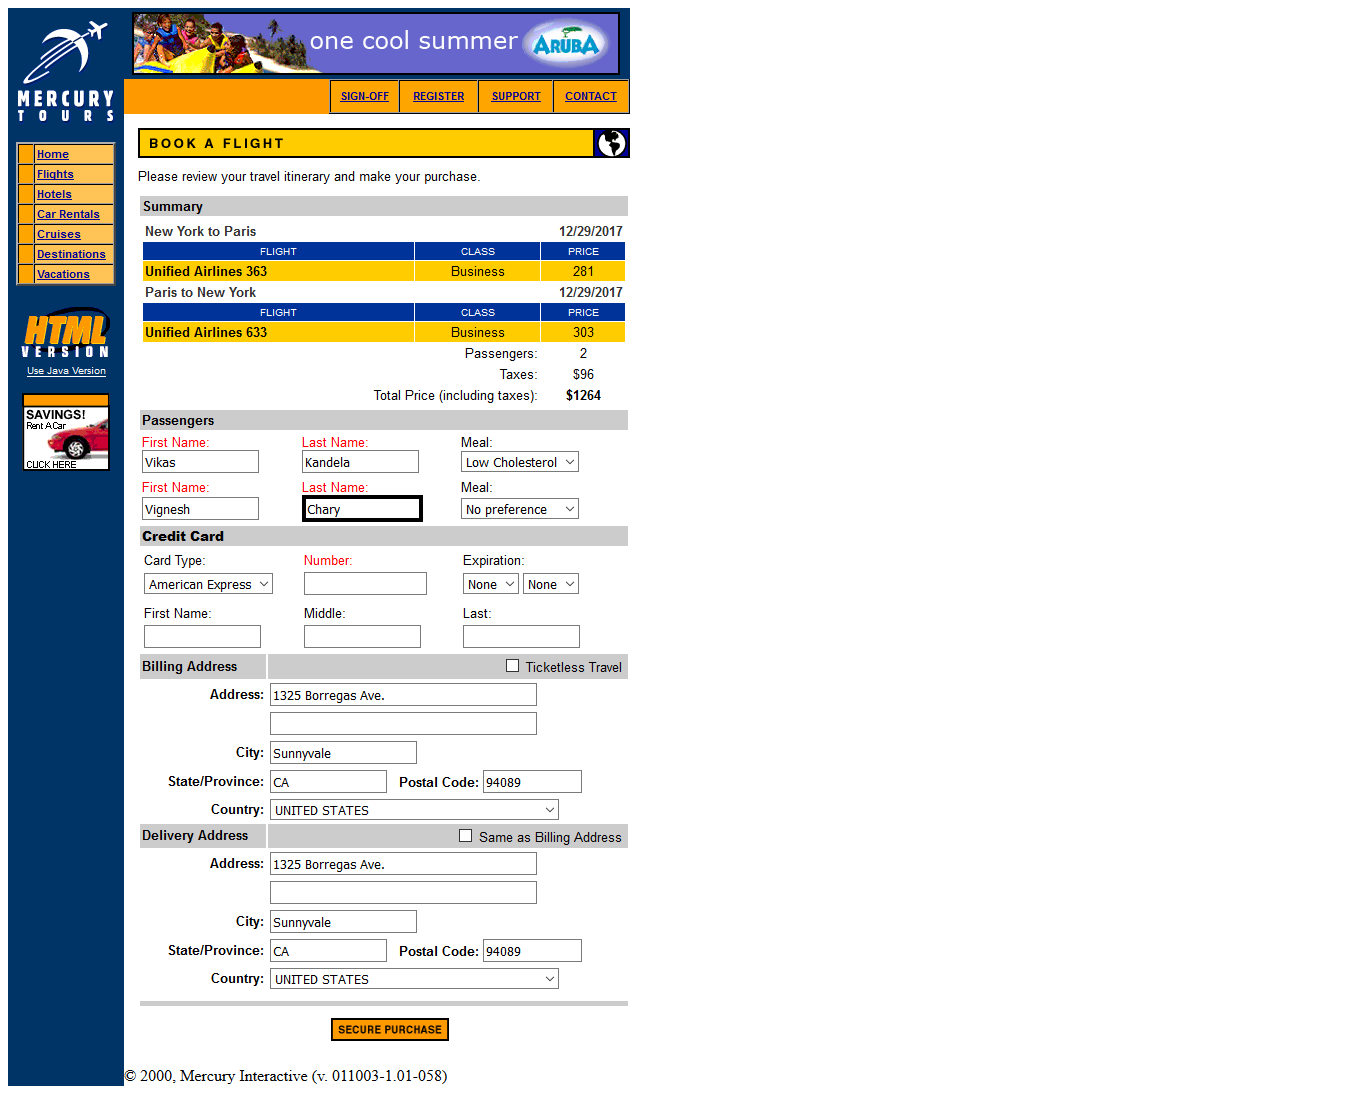 one cool summer ARUBA
MERCURY
TOURS
SIGN-OFF REGISTER SUPPORT CONTACT
Home
Flights
Hotels
Car Rentals
Cruises
Destinations
Vacations
HTML
VERSION
Use Java Version
SAVINGS!
Rent A Car
CLICK HERE
BOOK A FLIGHT
Please review your travel itinerary and make your purchase.
Summary
New York to Paris 12/29/2017
FLIGHT CLASS PRICE
Unified Airlines 363 Business 281
Paris to New York 12/29/2017
FLIGHT CLASS PRICE
Unified Airlines 633 Business 303
Passengers: 2
Taxes: $96
Total Price (including taxes): $1264
Passengers
First Name: Last Name: Meal:
Vikas Kandela Low Cholesterol
First Name: Last Name: Meal:
Vignesh Chary No preference
Credit Card
Card Type: Number: Expiration:
American Express None None
First Name: Middle: Last:
Billing Address Ticketless Travel
Address: 1325 Borregas Ave.
City: Sunnyvale
State/Province: CA Postal Code: 94089
Country: UNITED STATES
Delivery Address Same as Billing Address
Address: 1325 Borregas Ave.
City: Sunnyvale
State/Province: CA Postal Code: 94089
Country: UNITED STATES
SECURE PURCHASE
© 2000, Mercury Interactive (v. 011003-1.01-058)